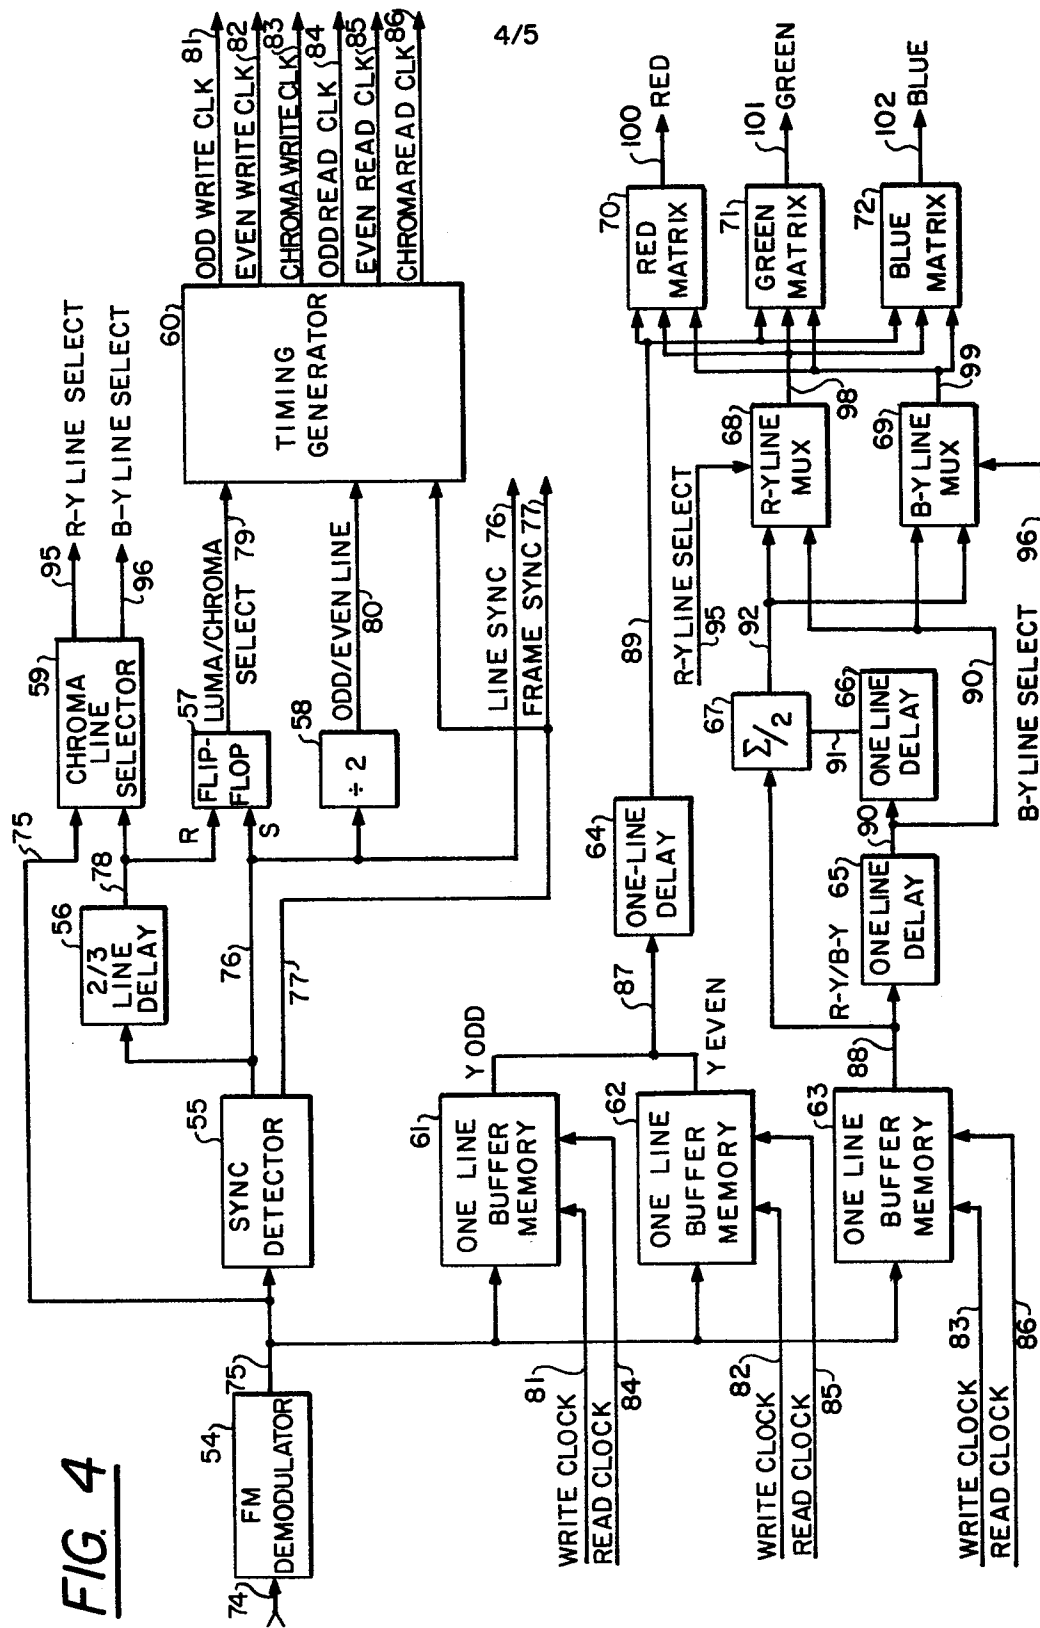 4/5
FIG. 4
74
FM
DEMODULATOR
54
75
SYNC
DETECTOR
55
76
77
2/3
LINE
DELAY
56
78
75
CHROMA
LINE
SELECTOR
59
95
R-Y LINE SELECT
96
B-Y LINE SELECT
R
S
FLIP-
FLOP
57
LUMA/CHROMA
SELECT 79
÷ 2
58
ODD/EVEN LINE
80
LINE SYNC 76
FRAME SYNC 77
TIMING
GENERATOR
60
ODD WRITE CLK 81
EVEN WRITE CLK 82
CHROMA WRITE CLK 83
ODD READ CLK 84
EVEN READ CLK 85
CHROMA READ CLK 86
WRITE CLOCK 81
READ CLOCK 84
ONE LINE
BUFFER
MEMORY
61
Y ODD
WRITE CLOCK 82
READ CLOCK 85
ONE LINE
BUFFER
MEMORY
62
Y EVEN
87
ONE-LINE
DELAY
64
89
WRITE CLOCK 83
READ CLOCK 86
ONE LINE
BUFFER
MEMORY
63
88
R-Y/B-Y
ONE LINE
DELAY
65
90
ONE LINE
DELAY
66
91
Σ/2
67
92
90
R-Y LINE SELECT
95
R-Y LINE
MUX
68
98
B-Y LINE
MUX
69
99
B-Y LINE SELECT
96
RED
MATRIX
70
100
RED
GREEN
MATRIX
71
101
GREEN
BLUE
MATRIX
72
102
BLUE